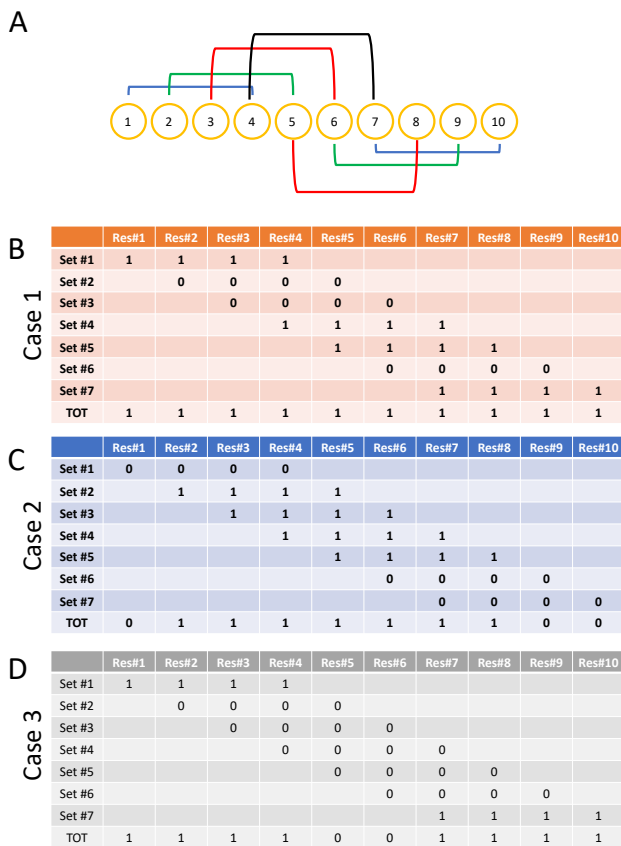 A
1 2 3 4 5 6 7 8 9 10
B
Case 1
Res#1 Res#2 Res#3 Res#4 Res#5 Res#6 Res#7 Res#8 Res#9 Res#10
Set #1 1 1 1 1
Set #2 0 0 0 0
Set #3 0 0 0 0
Set #4 1 1 1 1
Set #5 1 1 1 1
Set #6 0 0 0 0
Set #7 1 1 1 1
TOT 1 1 1 1 1 1 1 1 1 1
C
Case 2
Res#1 Res#2 Res#3 Res#4 Res#5 Res#6 Res#7 Res#8 Res#9 Res#10
Set #1 0 0 0 0
Set #2 1 1 1 1
Set #3 1 1 1 1
Set #4 1 1 1 1
Set #5 1 1 1 1
Set #6 0 0 0 0
Set #7 0 0 0 0
TOT 0 1 1 1 1 1 1 1 0 0
D
Case 3
Res#1 Res#2 Res#3 Res#4 Res#5 Res#6 Res#7 Res#8 Res#9 Res#10
Set #1 1 1 1 1
Set #2 0 0 0 0
Set #3 0 0 0 0
Set #4 0 0 0 0
Set #5 0 0 0 0
Set #6 0 0 0 0
Set #7 1 1 1 1
TOT 1 1 1 1 0 0 1 1 1 1